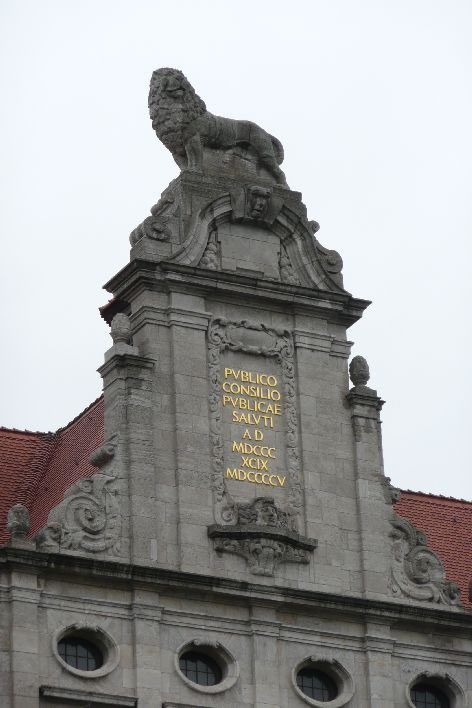 PVBLICO
CONSILIO
PVBLICAE
SALVTI
A D
MDCCC
XCIX
MDCCCCV